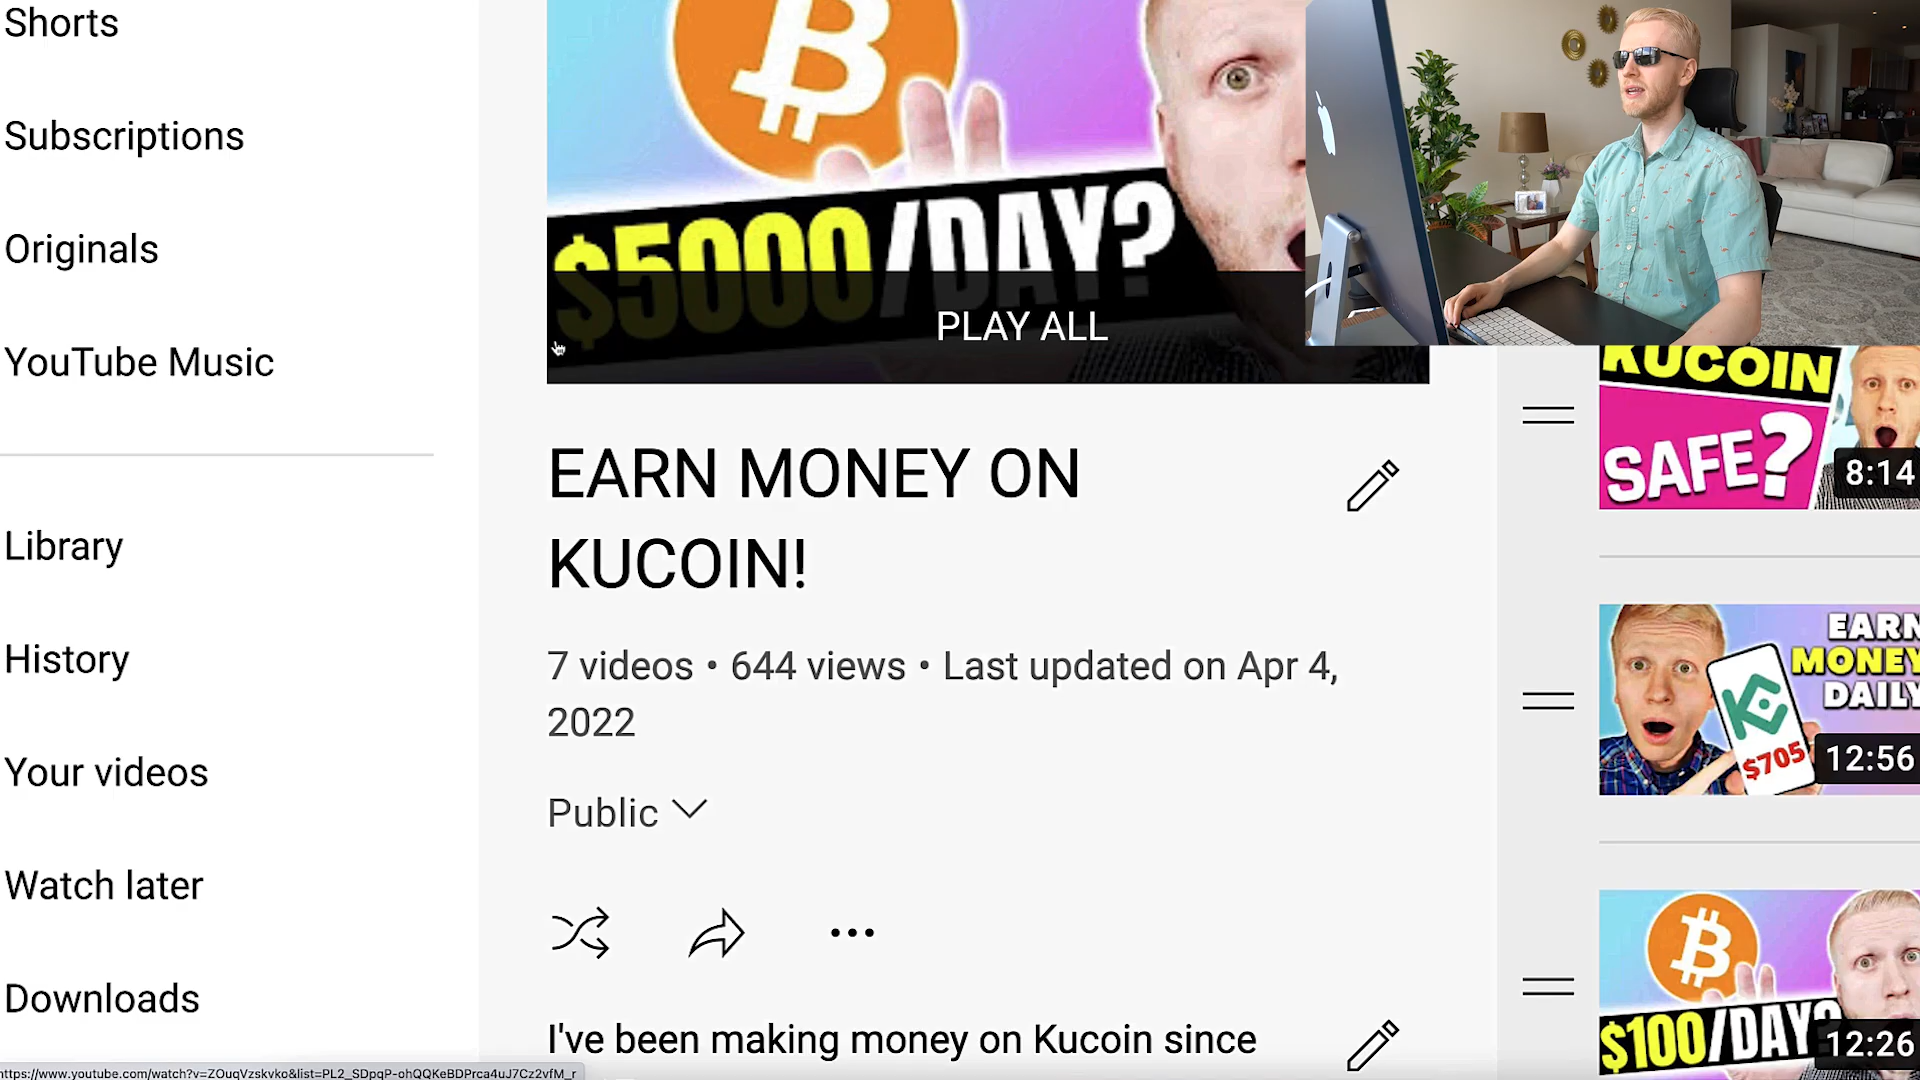 Shorts
Subscriptions
Originals
YouTube Music
Library
History
Your videos
Watch later
Downloads
$5000/DAY?
PLAY ALL
EARN MONEY ON
KUCOIN!
7 videos • 644 views • Last updated on Apr 4,
2022
Public
I've been making money on Kucoin since
KUCOIN
SAFE?
8:14
EARN
MONEY
DAILY
$705
12:56
$100/DAY?
12:26
https://www.youtube.com/watch?v=ZOuqVzskvko&list=PL2_SDpqP-ohQQKeBDPrca4uJ7Cz2vfM_r